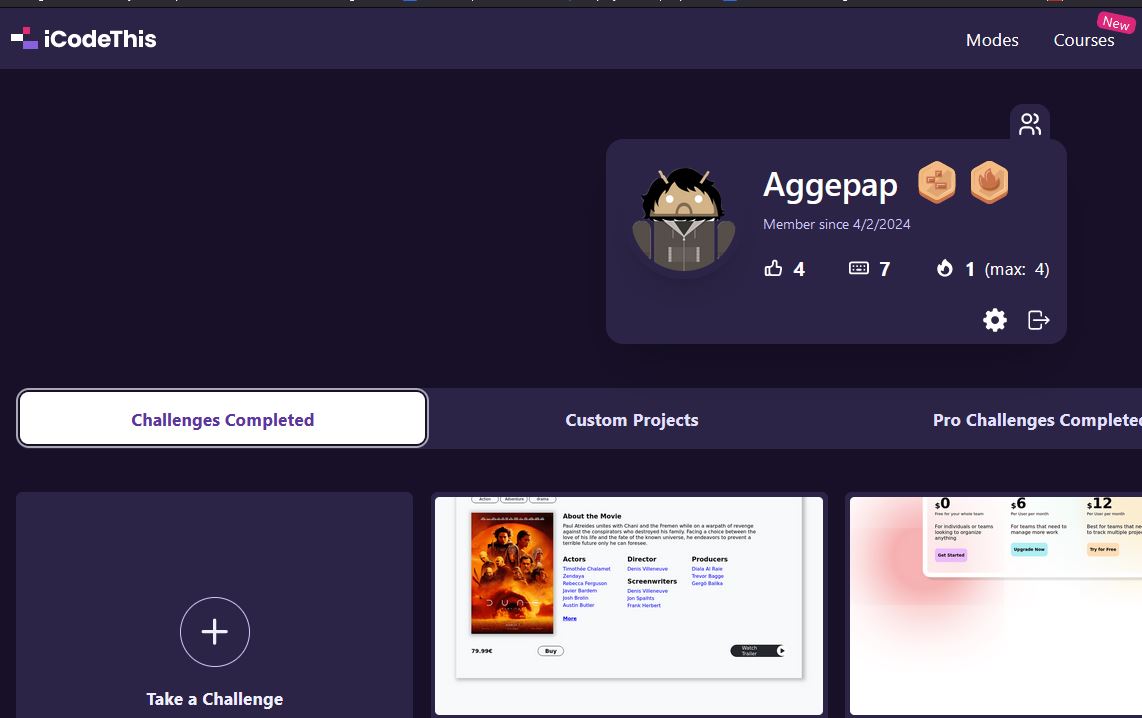 iCodeThis
Modes
Courses
New
Aggepap
Member since 4/2/2024
4
7
1 (max: 4)
Challenges Completed
Custom Projects
Pro Challenges Completed
Take a Challenge
Action
Adventure
drama
About the Movie
Paul Atreides unites with Chani and the Fremen while on a warpath of revenge
against the conspirators who destroyed his family. Facing a choice between the
love of his life and the fate of the known universe, he endeavors to prevent a
terrible future only he can foresee.
Actors
Timothée Chalamet
Zendaya
Rebecca Ferguson
Javier Bardem
Josh Brolin
Austin Butler
More
Director
Denis Villeneuve
Screenwriters
Denis Villeneuve
Jon Spaihts
Frank Herbert
Producers
Diala Al Raie
Trevor Bagge
Gergö Balika
DUNE
79.99€
Buy
Watch
Trailer
$0
Free for your whole team
For individuals or teams
looking to organize
anything
Get Started
$6
Per User per month
For teams that need to
manage more work
Upgrade Now
$12
Per User per month
Best for teams that need
to track multiple proje
Try for Free